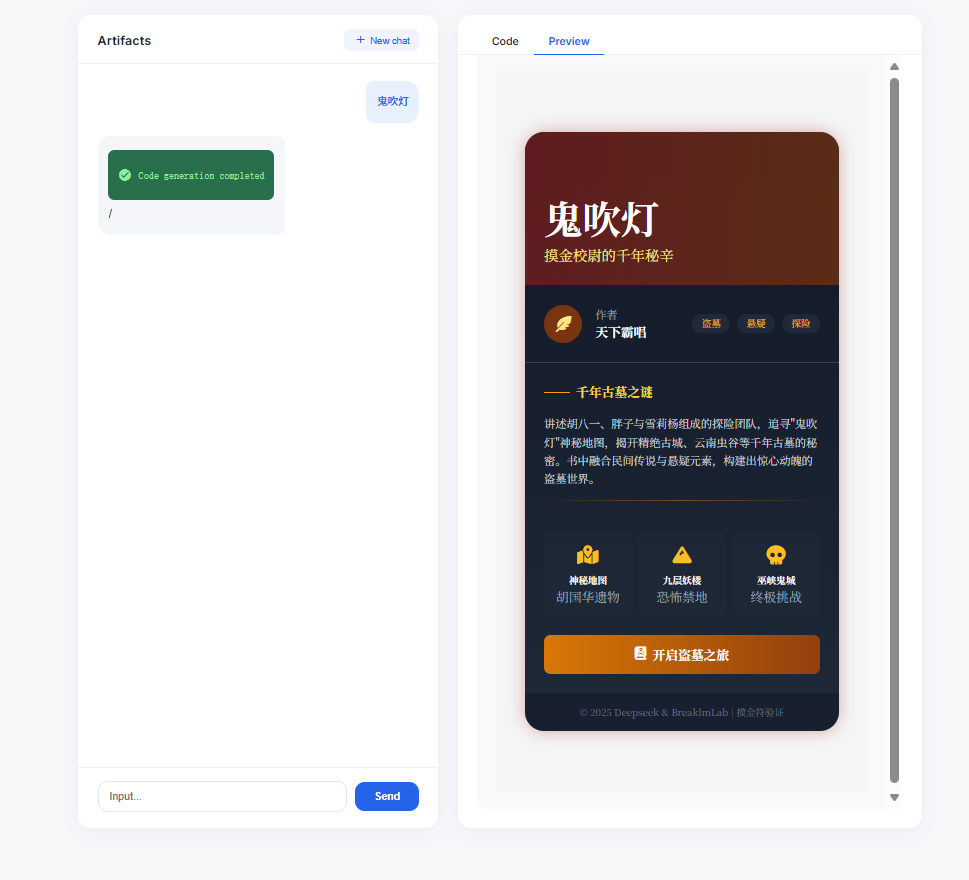 Artifacts
+ New chat
鬼吹灯
Code generation completed
/
Input...
Send
Code
Preview
鬼吹灯
摸金校尉的千年秘辛
作者
天下霸唱
盗墓
悬疑
探险
千年古墓之谜
讲述胡八一、胖子与雪莉杨组成的探险团队，追寻"鬼吹
灯"神秘地图，揭开精绝古城、云南虫谷等千年古墓的秘
密。书中融合民间传说与悬疑元素，构建出惊心动魄的
盗墓世界。
神秘地图
胡国华遗物
九层妖楼
恐怖禁地
巫峡鬼城
终极挑战
开启盗墓之旅
© 2025 Deepseek & BreaklmLab | 摸金符验证